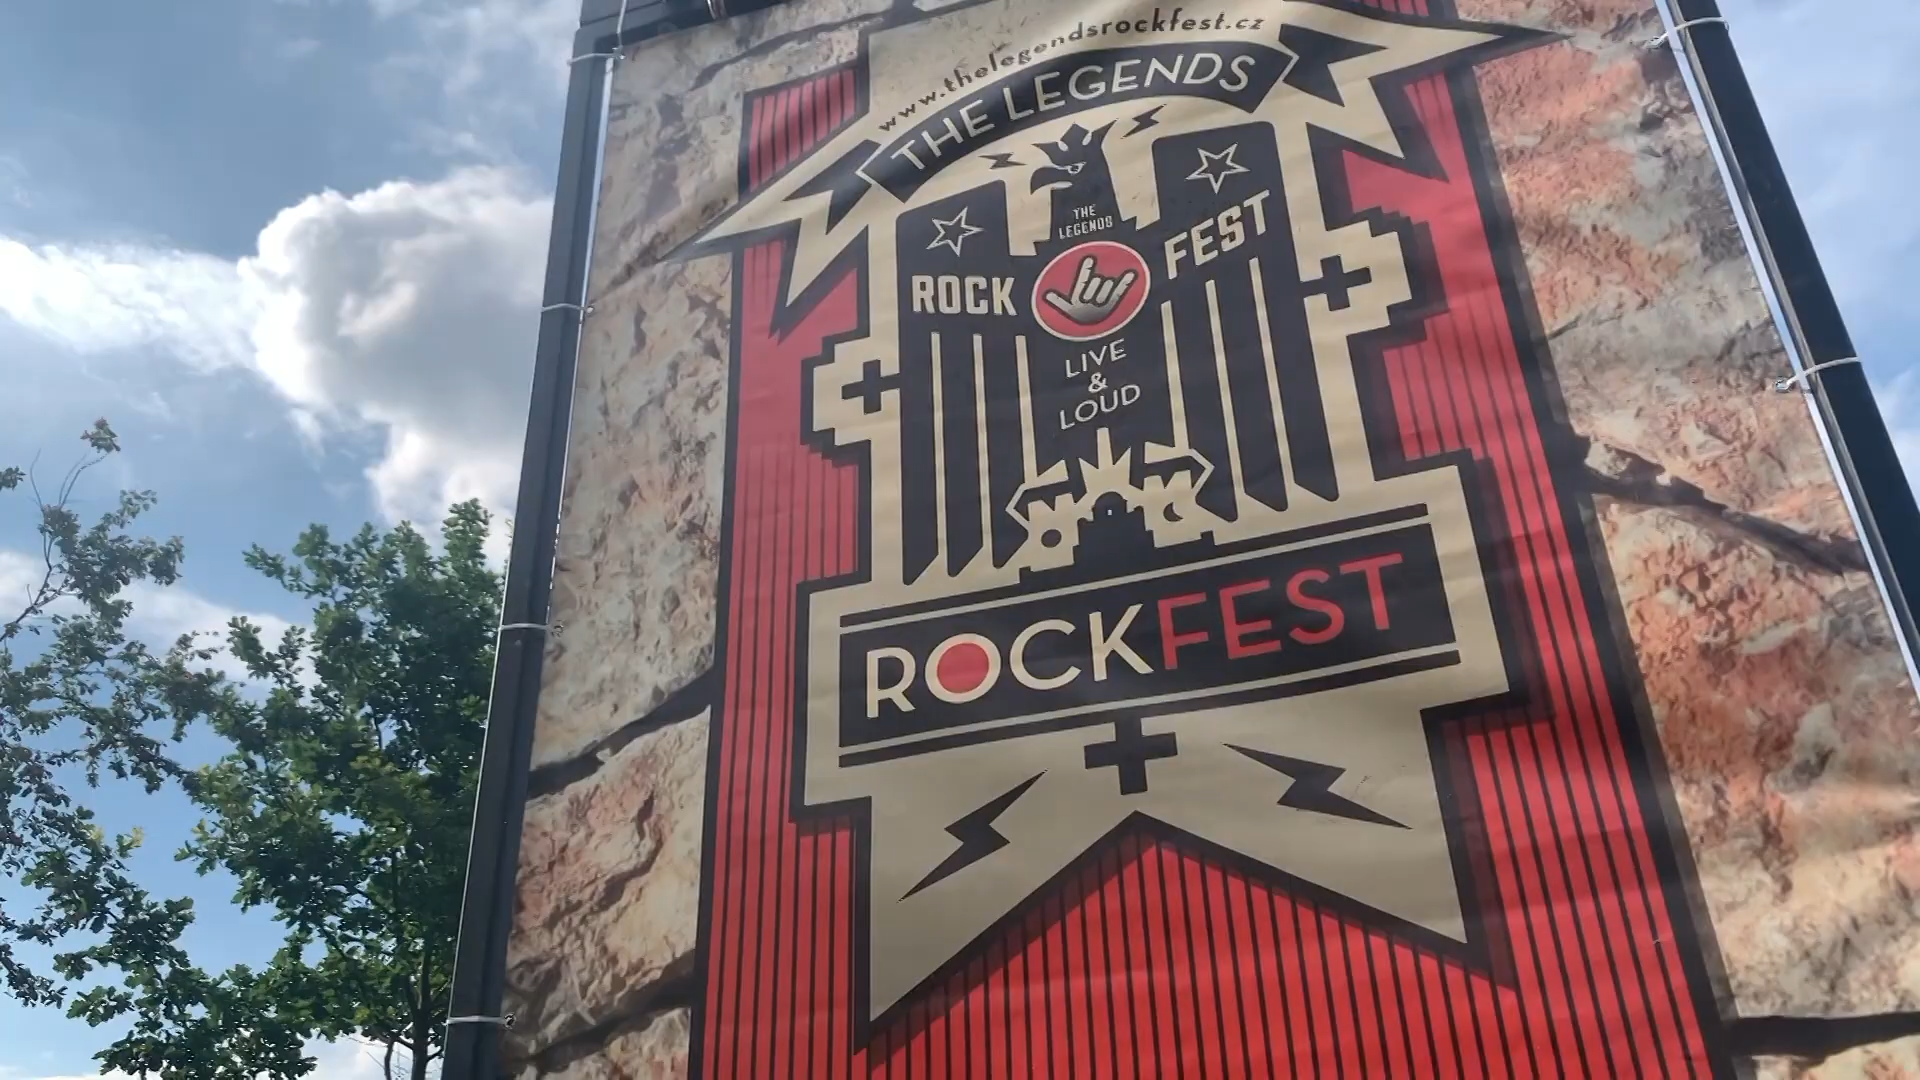 www.thelegendsrockfest.cz
THE LEGENDS
THE
LEGENDS
ROCK FEST
LIVE
&
LOUD
ROCKFEST